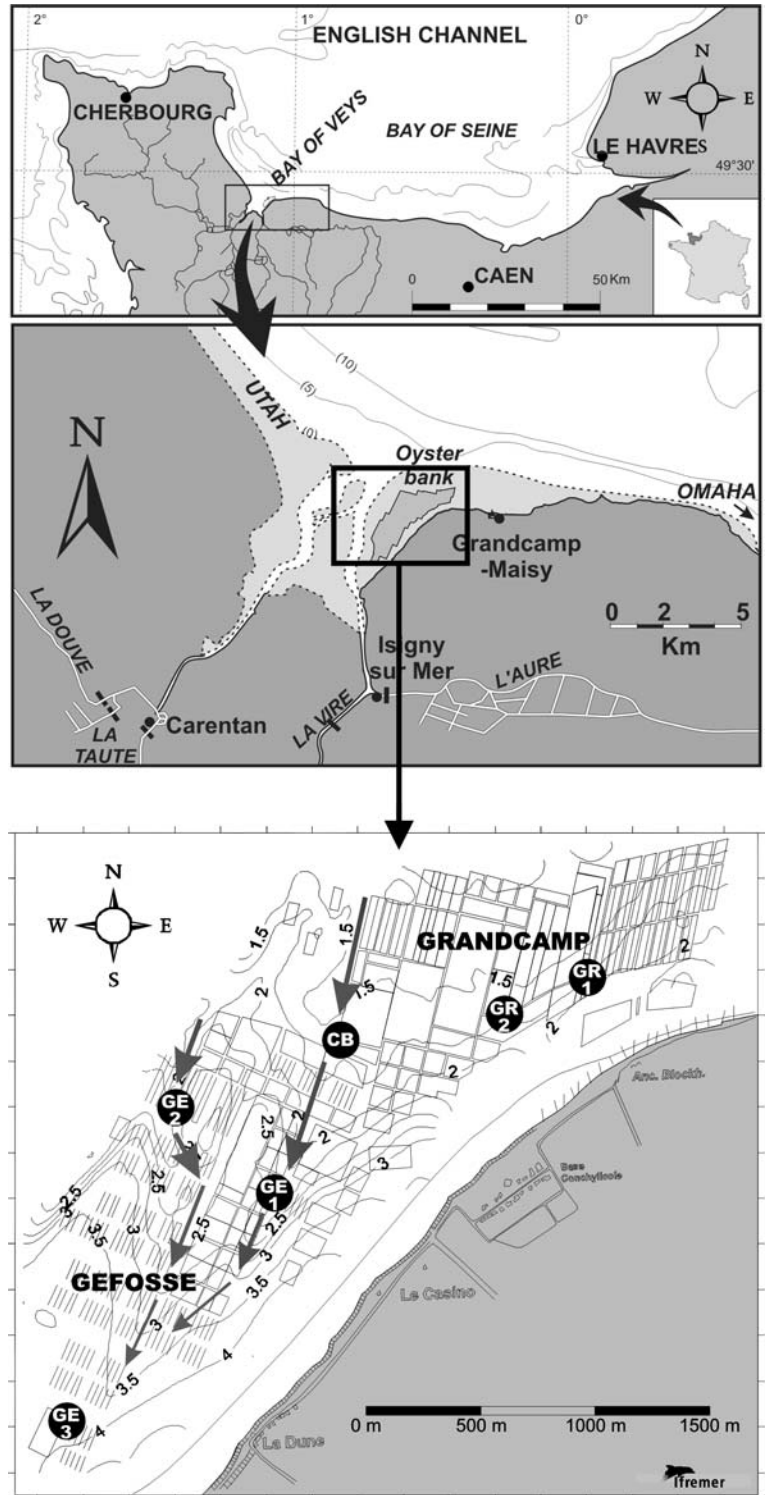 2°
1°
0°
ENGLISH CHANNEL
N
W
E
S
CHERBOURG
BAY OF VEYS
BAY OF SEINE
LE HAVRES
49°30'
CAEN
0
50 Km
UTAH
(10)
(5)
(0)
N
Oyster
bank
OMAHA
Grandcamp
-Maisy
0 2 5
Km
LA DOUVE
Isigny
sur Mer
L'AURE
LA VIRE
Carentan
LA
TAUTE
N
W
E
S
1.5
1.5
GRANDCAMP
2
GR
1
1.5
GR
2
1.5
2
2
CB
2
2
Anc. Blockh.
GE
2
2.5
2
2
3
Base
Conchylicole
2.5
GE
1
2.5
3.5
3
3.5
3
2.5
2.5
3
GEFOSSE
3.5
Le Casino
3
4
3.5
GE
3
4
0 m
500 m
1000 m
1500 m
La Dune
Ifremer